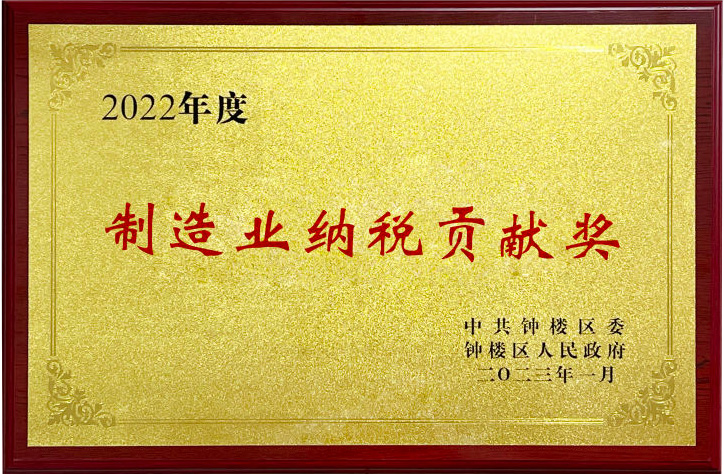 2022年度
制造业纳税贡献奖
中共钟楼区委
钟楼区人民政府
二〇二三年一月